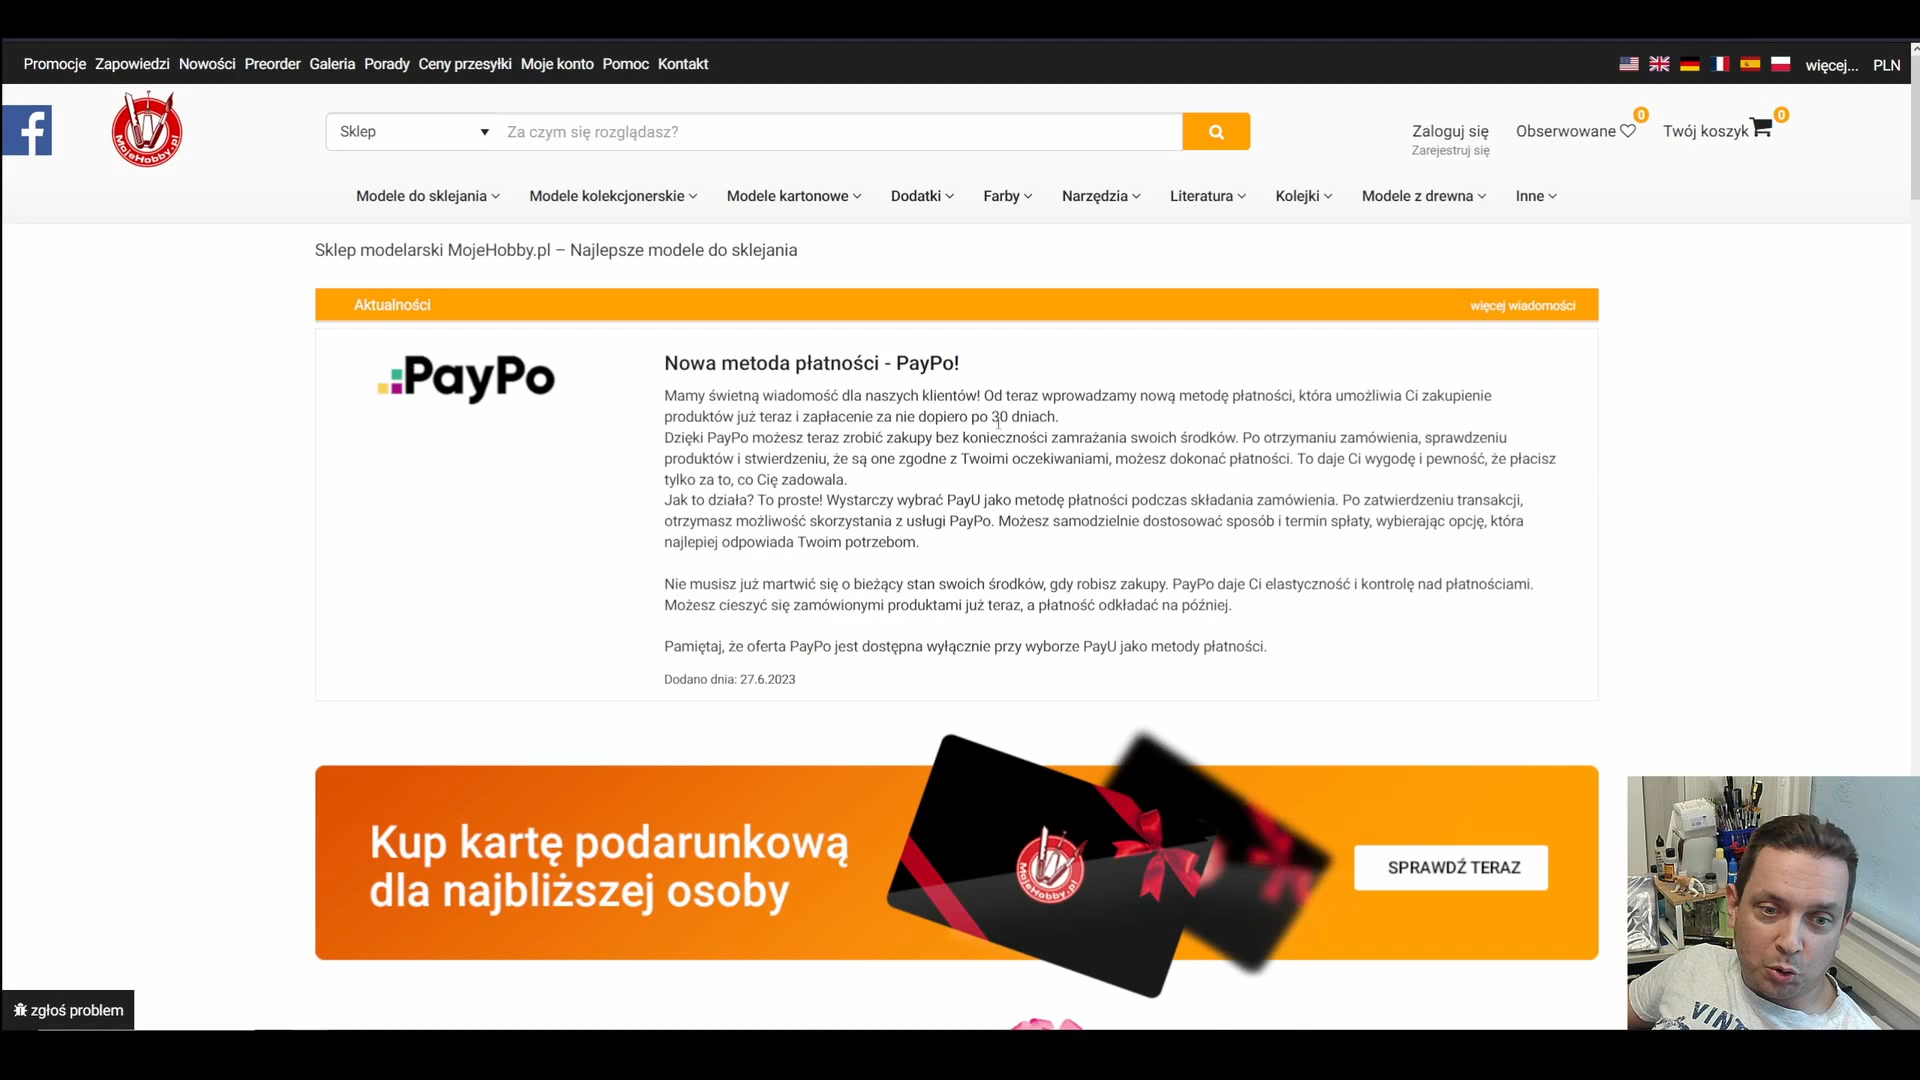 Promocje Zapowiedzi Nowości Preorder Galeria Porady Ceny przesyłki Moje konto Pomoc Kontakt
więcej... PLN
MojeHobby.pl
Sklep
Za czym się rozglądasz?
Zaloguj się
Zarejestruj się
Obserwowane 0
Twój koszyk 0
Modele do sklejania Modele kolekcjonerskie Modele kartonowe Dodatki Farby Narzędzia Literatura Kolejki Modele z drewna Inne
Sklep modelarski MojeHobby.pl – Najlepsze modele do sklejania
Aktualności
więcej wiadomości
PayPo
Nowa metoda płatności - PayPo!
Mamy świetną wiadomość dla naszych klientów! Od teraz wprowadzamy nową metodę płatności, która umożliwia Ci zakupienie
produktów już teraz i zapłacenie za nie dopiero po 30 dniach.
Dzięki PayPo możesz teraz zrobić zakupy bez konieczności zamrażania swoich środków. Po otrzymaniu zamówienia, sprawdzeniu
produktów i stwierdzeniu, że są one zgodne z Twoimi oczekiwaniami, możesz dokonać płatności. To daje Ci wygodę i pewność, że płacisz
tylko za to, co Cię zadowala.
Jak to działa? To proste! Wystarczy wybrać PayU jako metodę płatności podczas składania zamówienia. Po zatwierdzeniu transakcji,
otrzymasz możliwość skorzystania z usługi PayPo. Możesz samodzielnie dostosować sposób i termin spłaty, wybierając opcję, która
najlepiej odpowiada Twoim potrzebom.
Nie musisz już martwić się o bieżący stan swoich środków, gdy robisz zakupy. PayPo daje Ci elastyczność i kontrolę nad płatnościami.
Możesz cieszyć się zamówionymi produktami już teraz, a płatność odkładać na później.
Pamiętaj, że oferta PayPo jest dostępna wyłącznie przy wyborze PayU jako metody płatności.
Dodano dnia: 27.6.2023
Kup kartę podarunkową
dla najbliższej osoby
MojeHobby.pl
SPRAWDŹ TERAZ
zgłoś problem